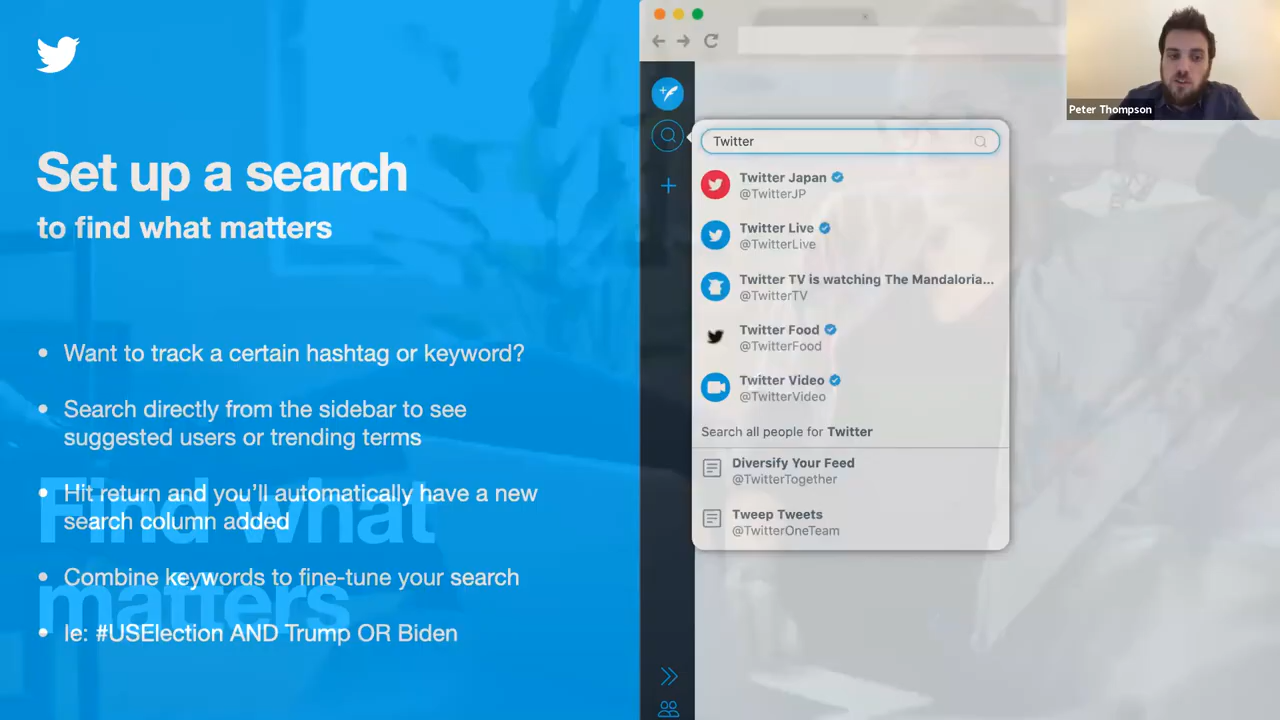 Set up a search
to find what matters
• Want to track a certain hashtag or keyword?
• Search directly from the sidebar to see
suggested users or trending terms
• Hit return and you’ll automatically have a new
search column added
• Combine keywords to fine-tune your search
• Ie: #USElection AND Trump OR Biden
Find what
matters
Twitter
Twitter Japan
@TwitterJP
Twitter Live
@TwitterLive
Twitter TV is watching The Mandaloria...
@TwitterTV
Twitter Food
@TwitterFood
Twitter Video
@TwitterVideo
Search all people for Twitter
Diversify Your Feed
@TwitterTogether
Tweep Tweets
@TwitterOneTeam
Peter Thompson